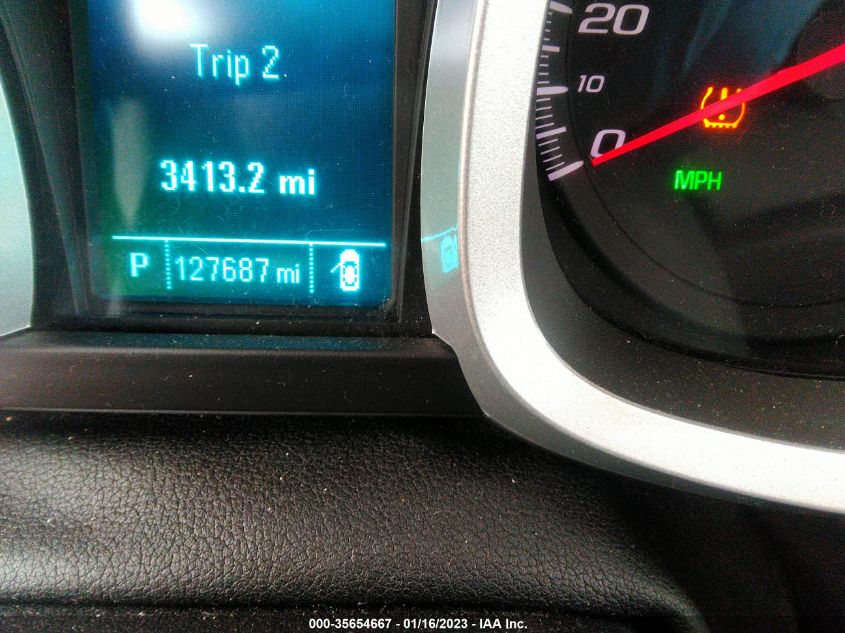 Trip 2
3413.2 mi
P 127687 mi
20
10
0
MPH
000-35654667 - 01/16/2023 - IAA Inc.